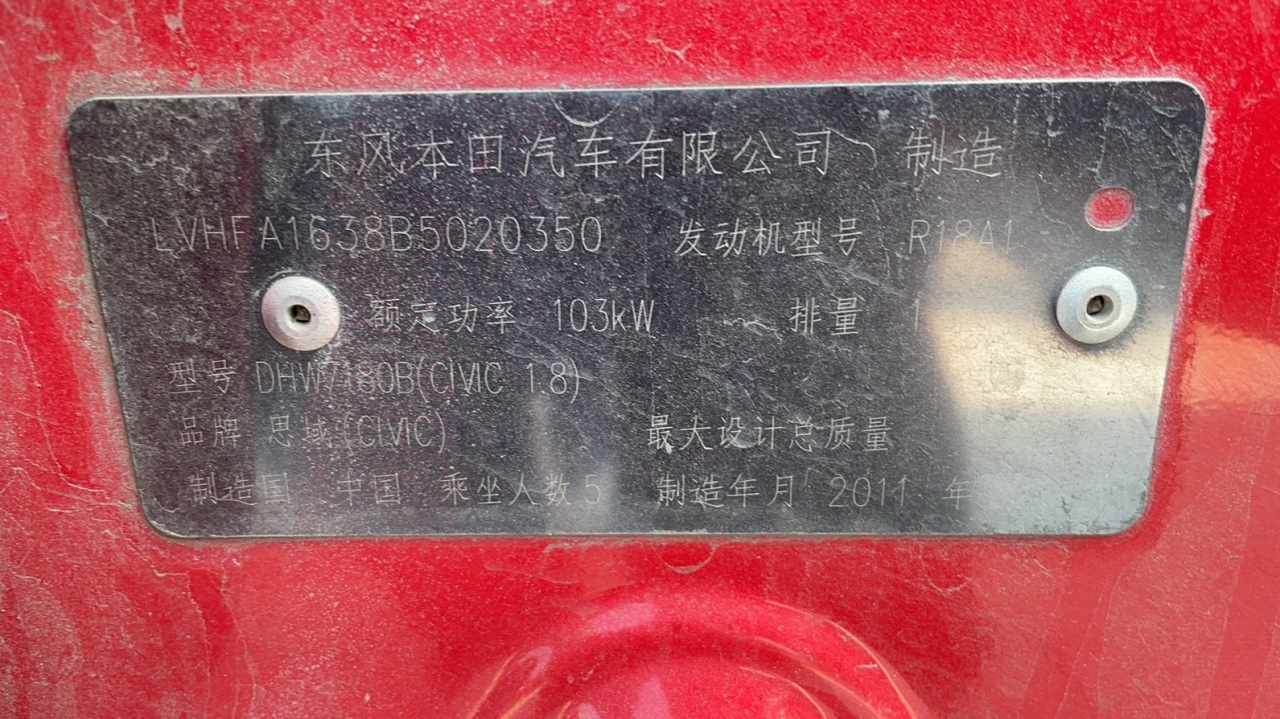 东风本田汽车有限公司 制造
LVHFA1638B5020350 发动机型号 R18A1
额定功率 103kW 排量 1
型号 DHW7180B(CIVIC 1.8)
品牌 思域(CIVIC) 最大设计总质量
制造国 中国 乘坐人数5 制造年月 2011 年